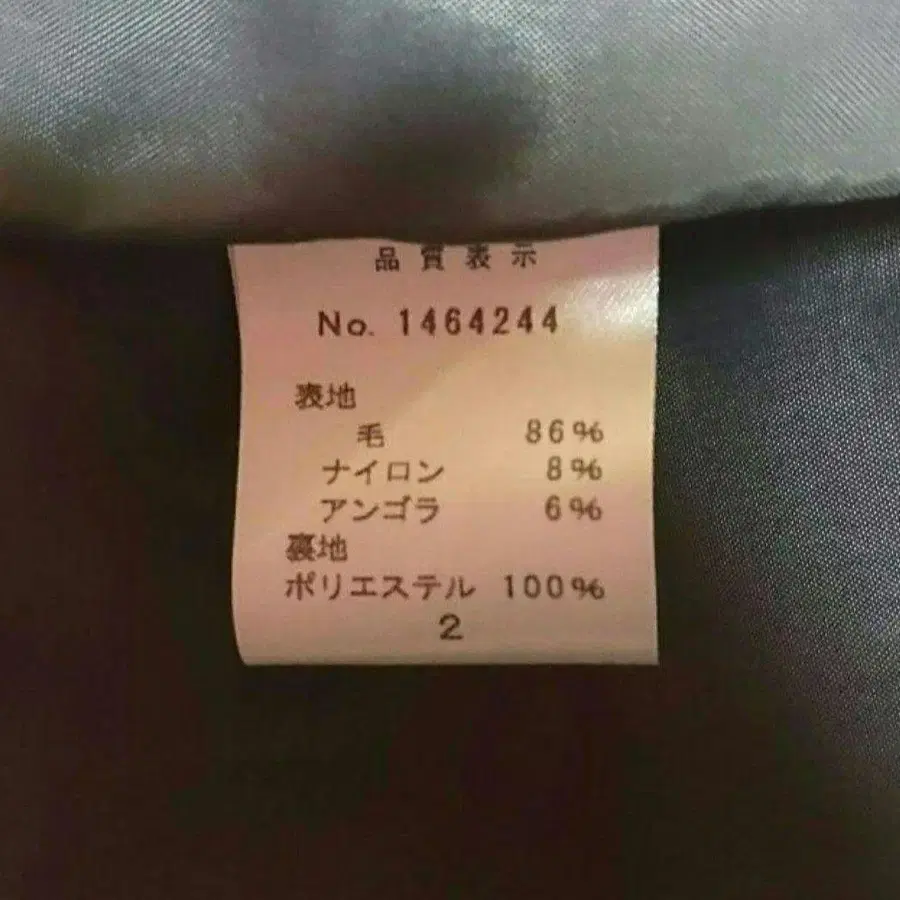 品質表示
No. 1464244
表地
毛 86%
ナイロン 8%
アンゴラ 6%
裏地
ポリエステル 100%
2